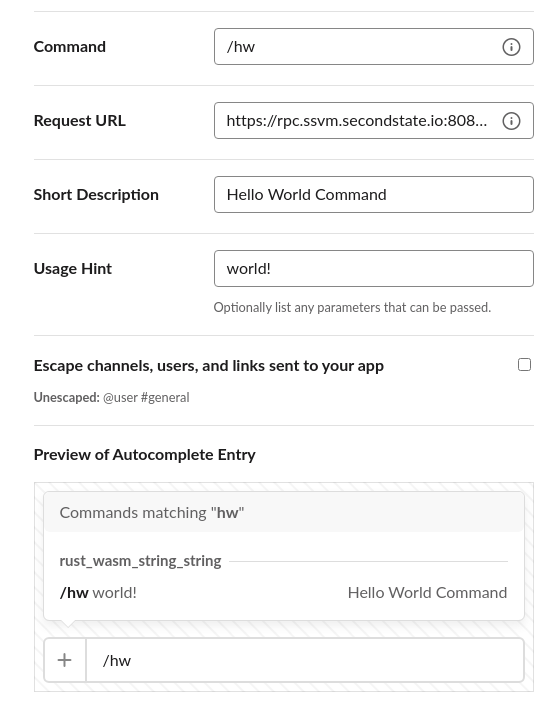 Command
/hw
Request URL
https://rpc.ssvm.secondstate.io:808...
Short Description
Hello World Command
Usage Hint
world!
Optionally list any parameters that can be passed.
Escape channels, users, and links sent to your app
Unescaped: @user #general
Preview of Autocomplete Entry
Commands matching "hw"
rust_wasm_string_string
/hw world! Hello World Command
/hw